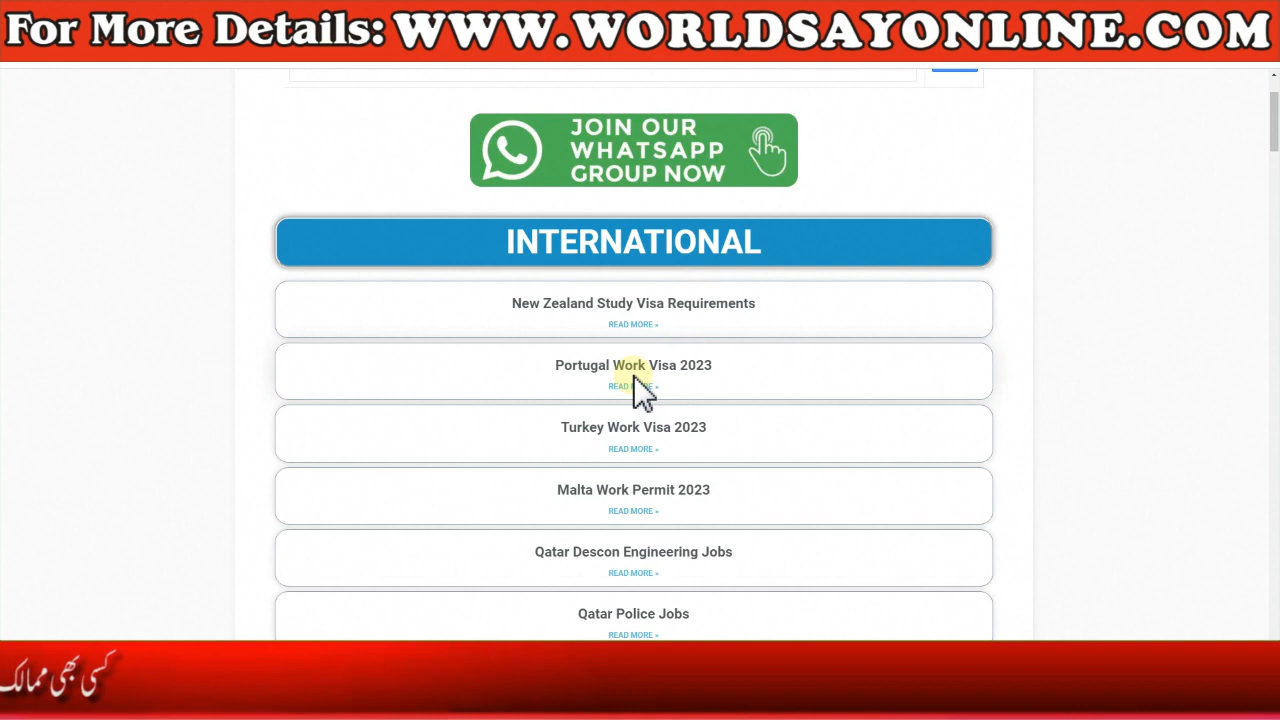 For More Details: WWW.WORLDSAYONLINE.COM
JOIN OUR
WHATSAPP
GROUP NOW
INTERNATIONAL
New Zealand Study Visa Requirements
READ MORE »
Portugal Work Visa 2023
READ MORE »
Turkey Work Visa 2023
READ MORE »
Malta Work Permit 2023
READ MORE »
Qatar Descon Engineering Jobs
READ MORE »
Qatar Police Jobs
READ MORE »
کسی بھی ممالک